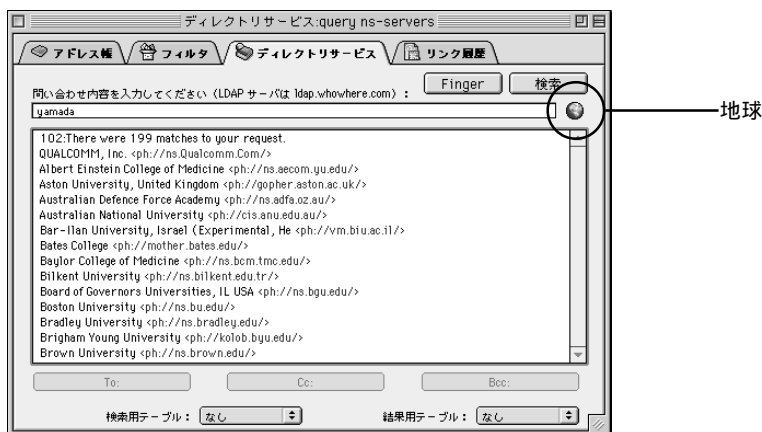 ディレクトリサービス:query ns-servers
アドレス帳 フィルタ ディレクトリサービス リンク履歴
Finger 検索
問い合わせ内容を入力してください（LDAP サーバは ldap.whowhere.com）：
yamada
地球
102:There were 199 matches to your request.
QUALCOMM, Inc. <ph://ns.Qualcomm.Com/>
Albert Einstein College of Medicine <ph://ns.aecom.yu.edu/>
Aston University, United Kingdom <ph://gopher.aston.ac.uk/>
Australian Defence Force Academy <ph://ns.adfa.oz.au/>
Australian National University <ph://cis.anu.edu.au/>
Bar-Ilan University, Israel (Experimental, He <ph://vm.biu.ac.il/>
Bates College <ph://mother.bates.edu/>
Baylor College of Medicine <ph://ns.bcm.tmc.edu/>
Bilkent University <ph://ns.bilkent.edu.tr/>
Board of Governors Universities, IL USA <ph://ns.bgu.edu/>
Boston University <ph://ns.bu.edu/>
Bradley University <ph://ns.bradley.edu/>
Brigham Young University <ph://kolob.byu.edu/>
Brown University <ph://ns.brown.edu/>
To: Cc: Bcc:
検索用テーブル： なし 結果用テーブル： なし